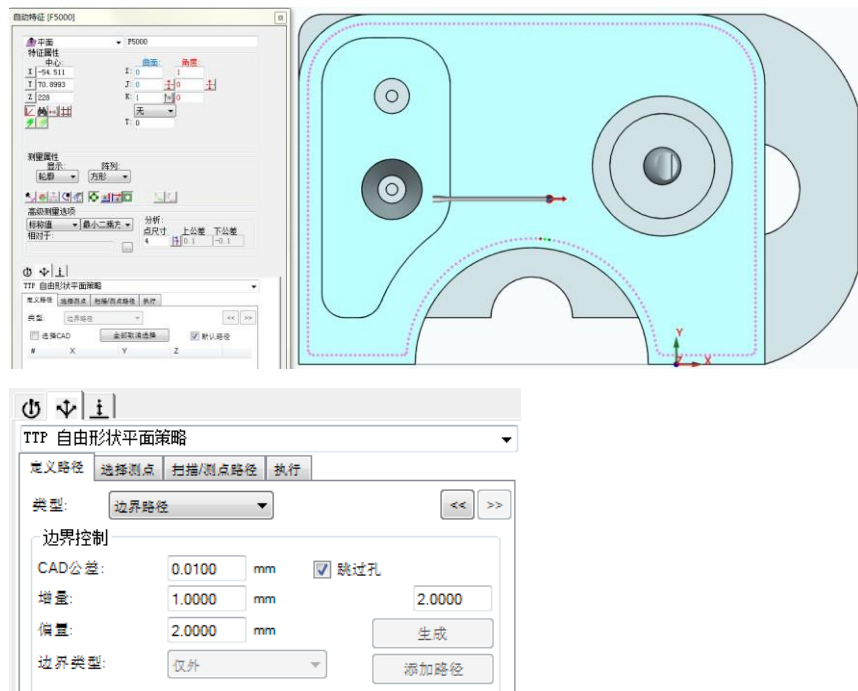 自动特征 [F5000]
平面 F5000
特征属性
中心: 曲面: 角度:
X -54.511 I: 0 1
Y 70.8993 J: 0 0
Z 228 K: 1 0
无
T: 0
测量属性
显示: 阵列:
轮廓 方形
高级测量选项
标称值 最小二乘方
分析:
点尺寸 上公差 下公差
相对于: 4 0.1 -0.1
TTP 自由形状平面策略
定义路径 选择测点 扫描/测点路径 执行
类型: 边界路径 << >>
选择CAD 全部取消选择 默认路径
# X Y Z
Y
Z X
TTP 自由形状平面策略
定义路径 选择测点 扫描/测点路径 执行
类型: 边界路径 << >>
边界控制
CAD公差: 0.0100 mm 跳过孔
增量: 1.0000 mm 2.0000
偏置: 2.0000 mm 生成
边界类型: 仅外 添加路径